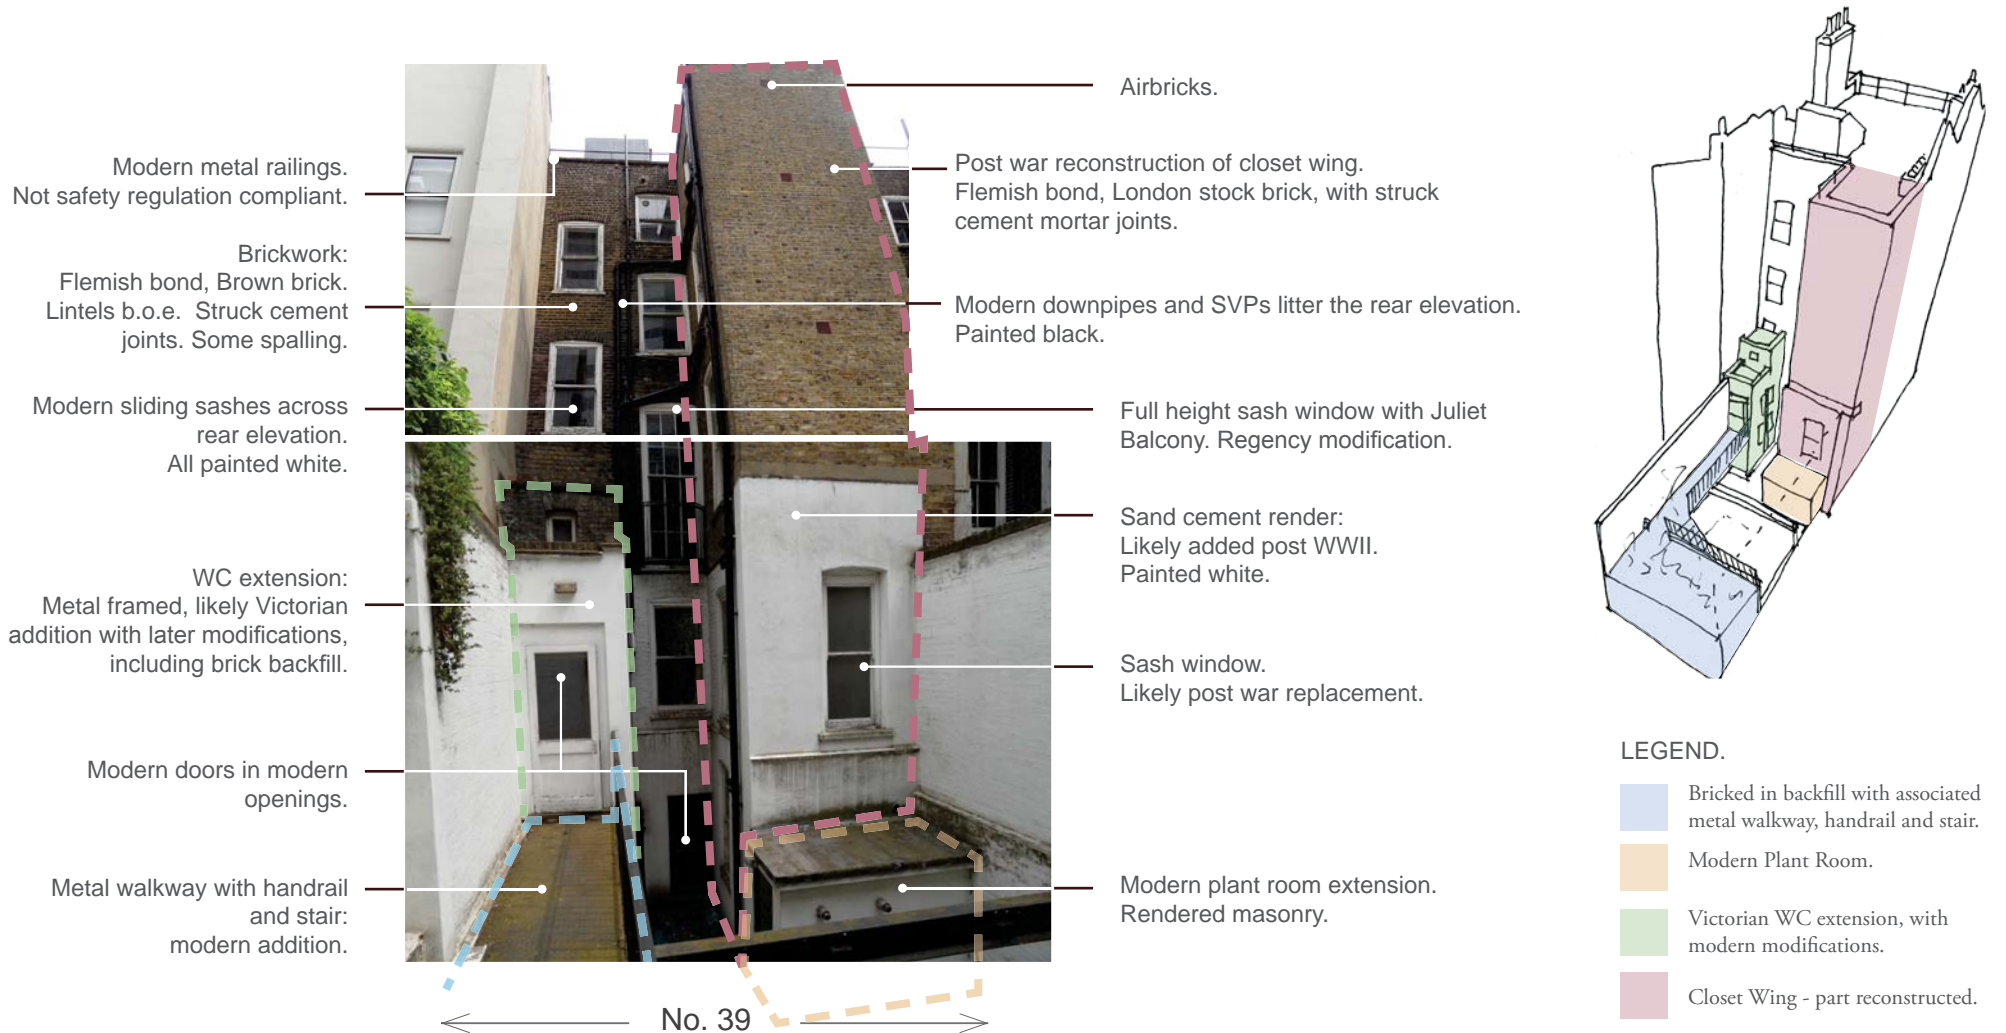 Modern metal railings.
Not safety regulation compliant.
Brickwork:
Flemish bond, Brown brick.
Lintels b.o.e. Struck cement
joints. Some spalling.
Modern sliding sashes across
rear elevation.
All painted white.
WC extension:
Metal framed, likely Victorian
addition with later modifications,
including brick backfill.
Modern doors in modern
openings.
Metal walkway with handrail
and stair:
modern addition.
Airbricks.
Post war reconstruction of closet wing.
Flemish bond, London stock brick, with struck
cement mortar joints.
Modern downpipes and SVPs litter the rear elevation.
Painted black.
Full height sash window with Juliet
Balcony. Regency modification.
Sand cement render:
Likely added post WWII.
Painted white.
Sash window.
Likely post war replacement.
Modern plant room extension.
Rendered masonry.
No. 39
LEGEND.
Bricked in backfill with associated
metal walkway, handrail and stair.
Modern Plant Room.
Victorian WC extension, with
modern modifications.
Closet Wing - part reconstructed.